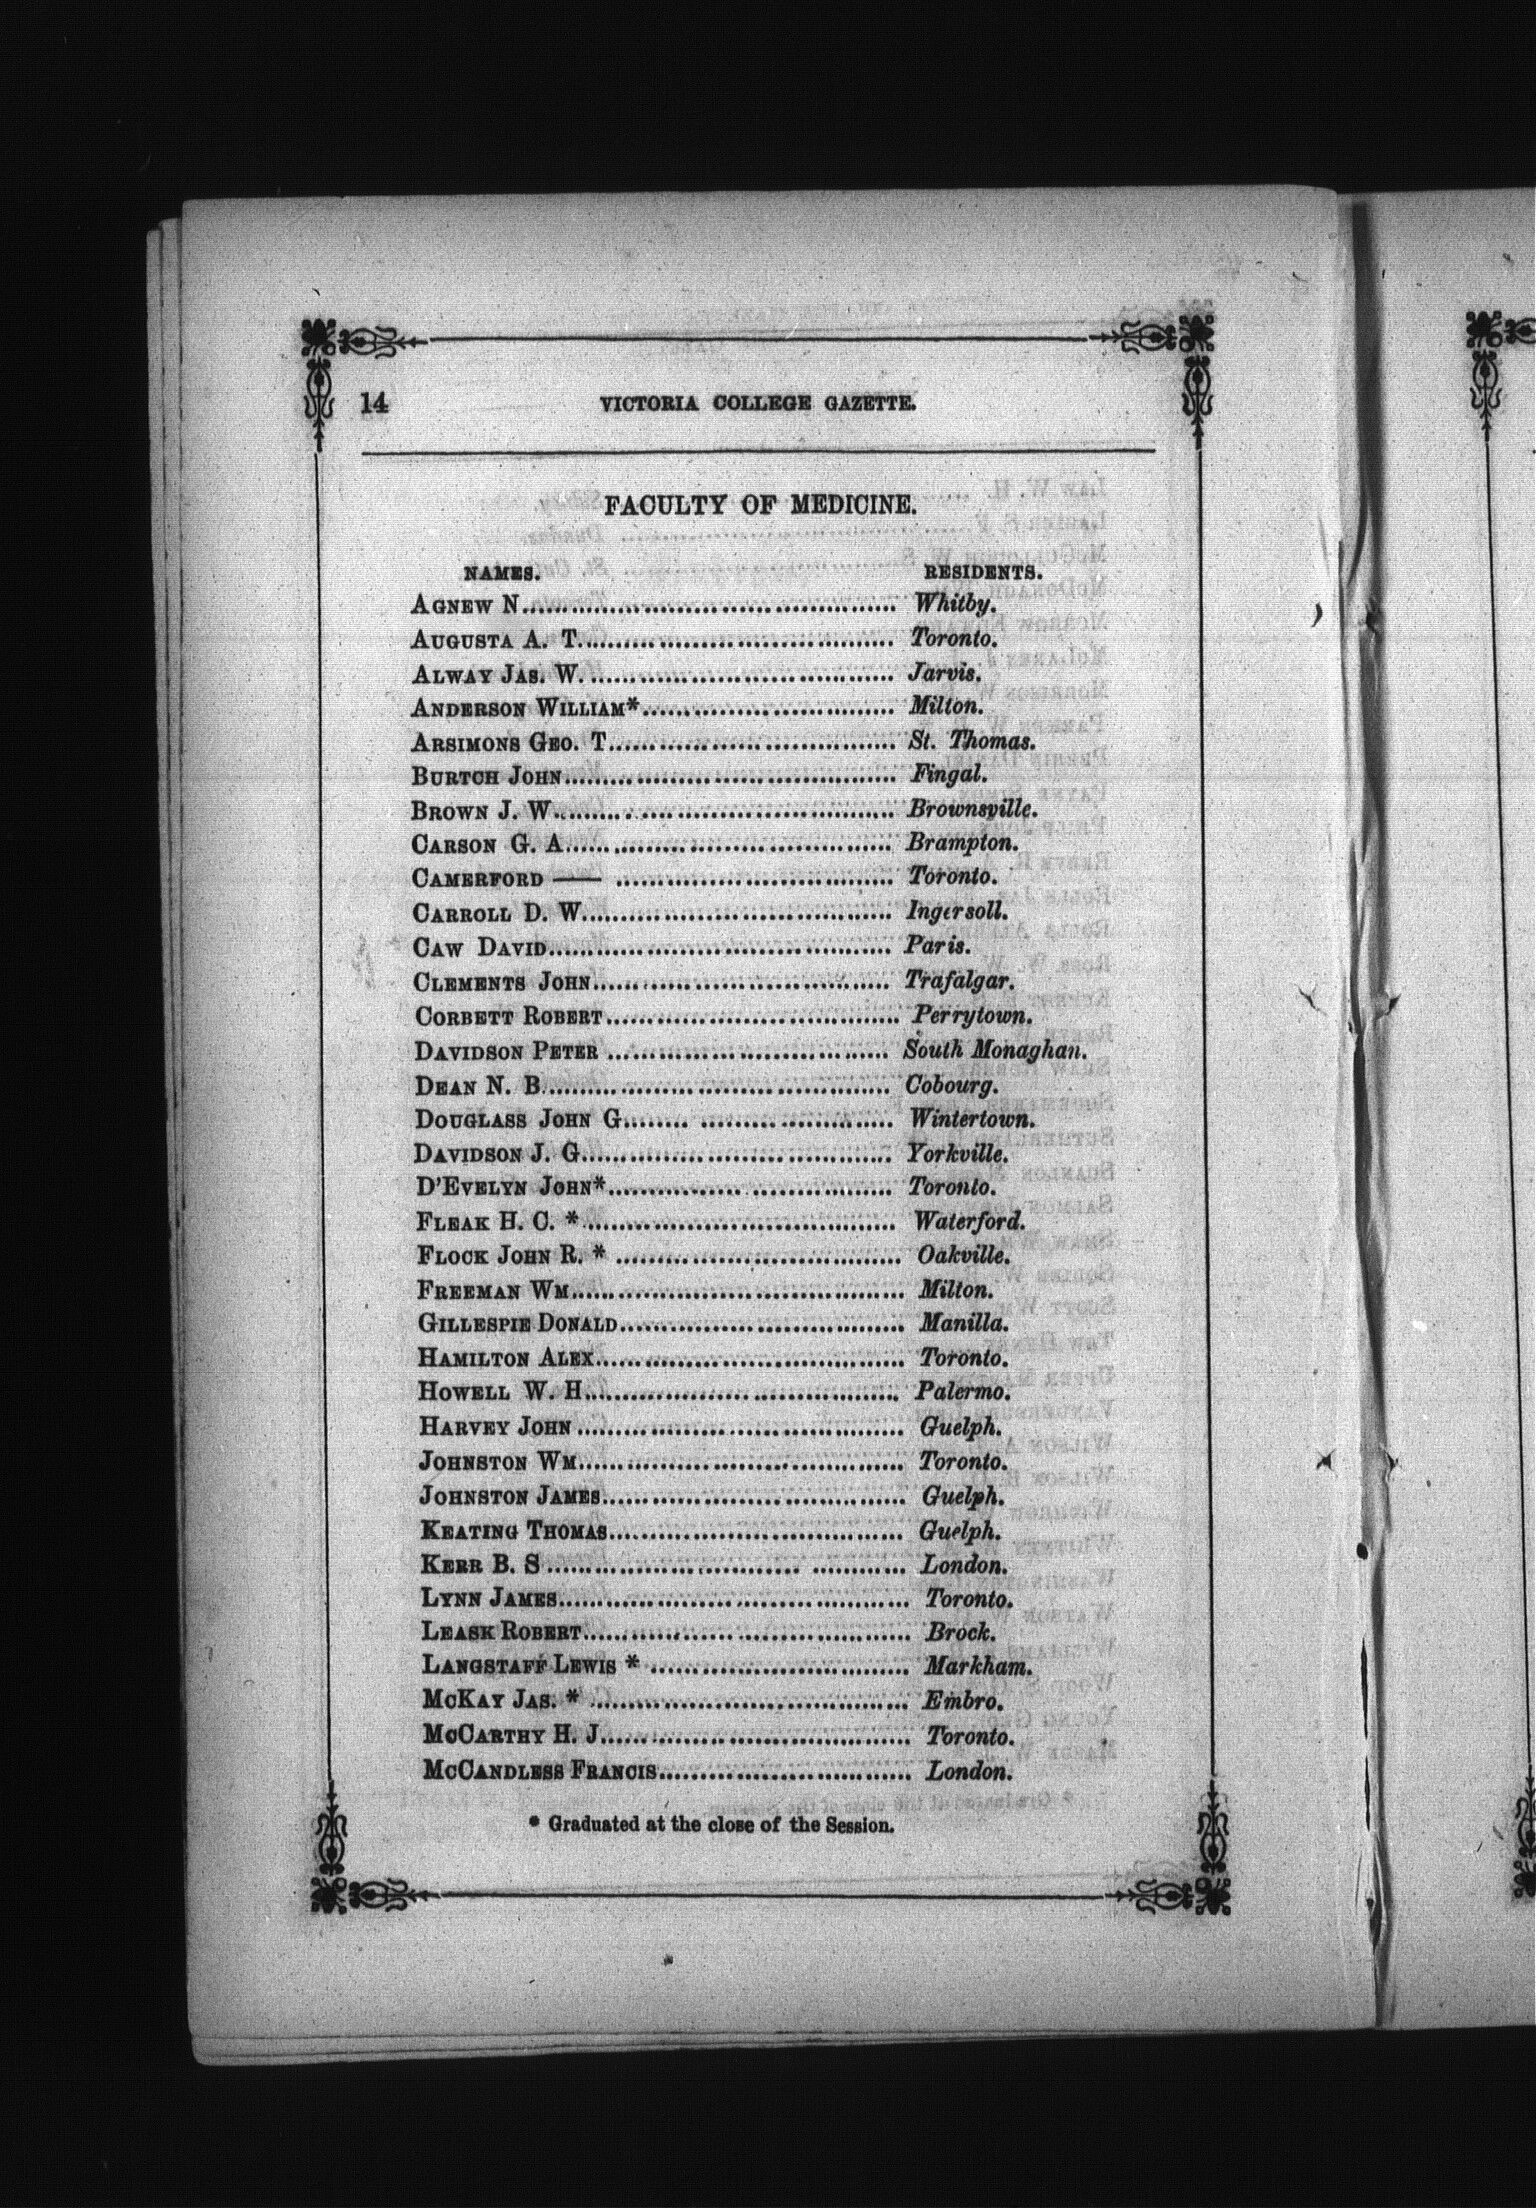 14 VICTORIA COLLEGE GAZETTE.
FACULTY OF MEDICINE.
NAMES. RESIDENTS.
AGNEW N........................................ Whitby.
AUGUSTA A. T........................................ Toronto.
ALWAY JAS. W........................................ Jarvis.
ANDERSON WILLIAM*.............................. Milton.
ARSIMONS GEO. T.................................. St. Thomas.
BURTCH JOHN........................................ Fingal.
BROWN J. W........................................ Brownsville.
CARSON G. A........................................ Brampton.
CAMERFORD —— .............................. Toronto.
CARROLL D. W.................................... Ingersoll.
CAW DAVID........................................ Paris.
CLEMENTS JOHN.................................. Trafalgar.
CORBETT ROBERT.................................. Perrytown.
DAVIDSON PETER .............................. South Monaghan.
DEAN N. B........................................ Cobourg.
DOUGLASS JOHN G.............................. Wintertown.
DAVIDSON J. G.................................... Yorkville.
D'EVELYN JOHN*.............................. Toronto.
FLEAK H. C. *.................................. Waterford.
FLOCK JOHN R. * .............................. Oakville.
FREEMAN WM.................................... Milton.
GILLESPIE DONALD.............................. Manilla.
HAMILTON ALEX.................................. Toronto.
HOWELL W. H.................................... Palermo.
HARVEY JOHN .................................. Guelph.
JOHNSTON WM.................................... Toronto.
JOHNSTON JAMES.................................. Guelph.
KEATING THOMAS.................................. Guelph.
KERR B. S........................................ London.
LYNN JAMES........................................ Toronto.
LEASK ROBERT.................................... Brock.
LANGSTAFF LEWIS * .............................. Markham.
MCKAY JAS. * .................................. Embro.
MCCARTHY H. J.................................... Toronto.
MCCANDLESS FRANCIS.............................. London.
* Graduated at the close of the Session.